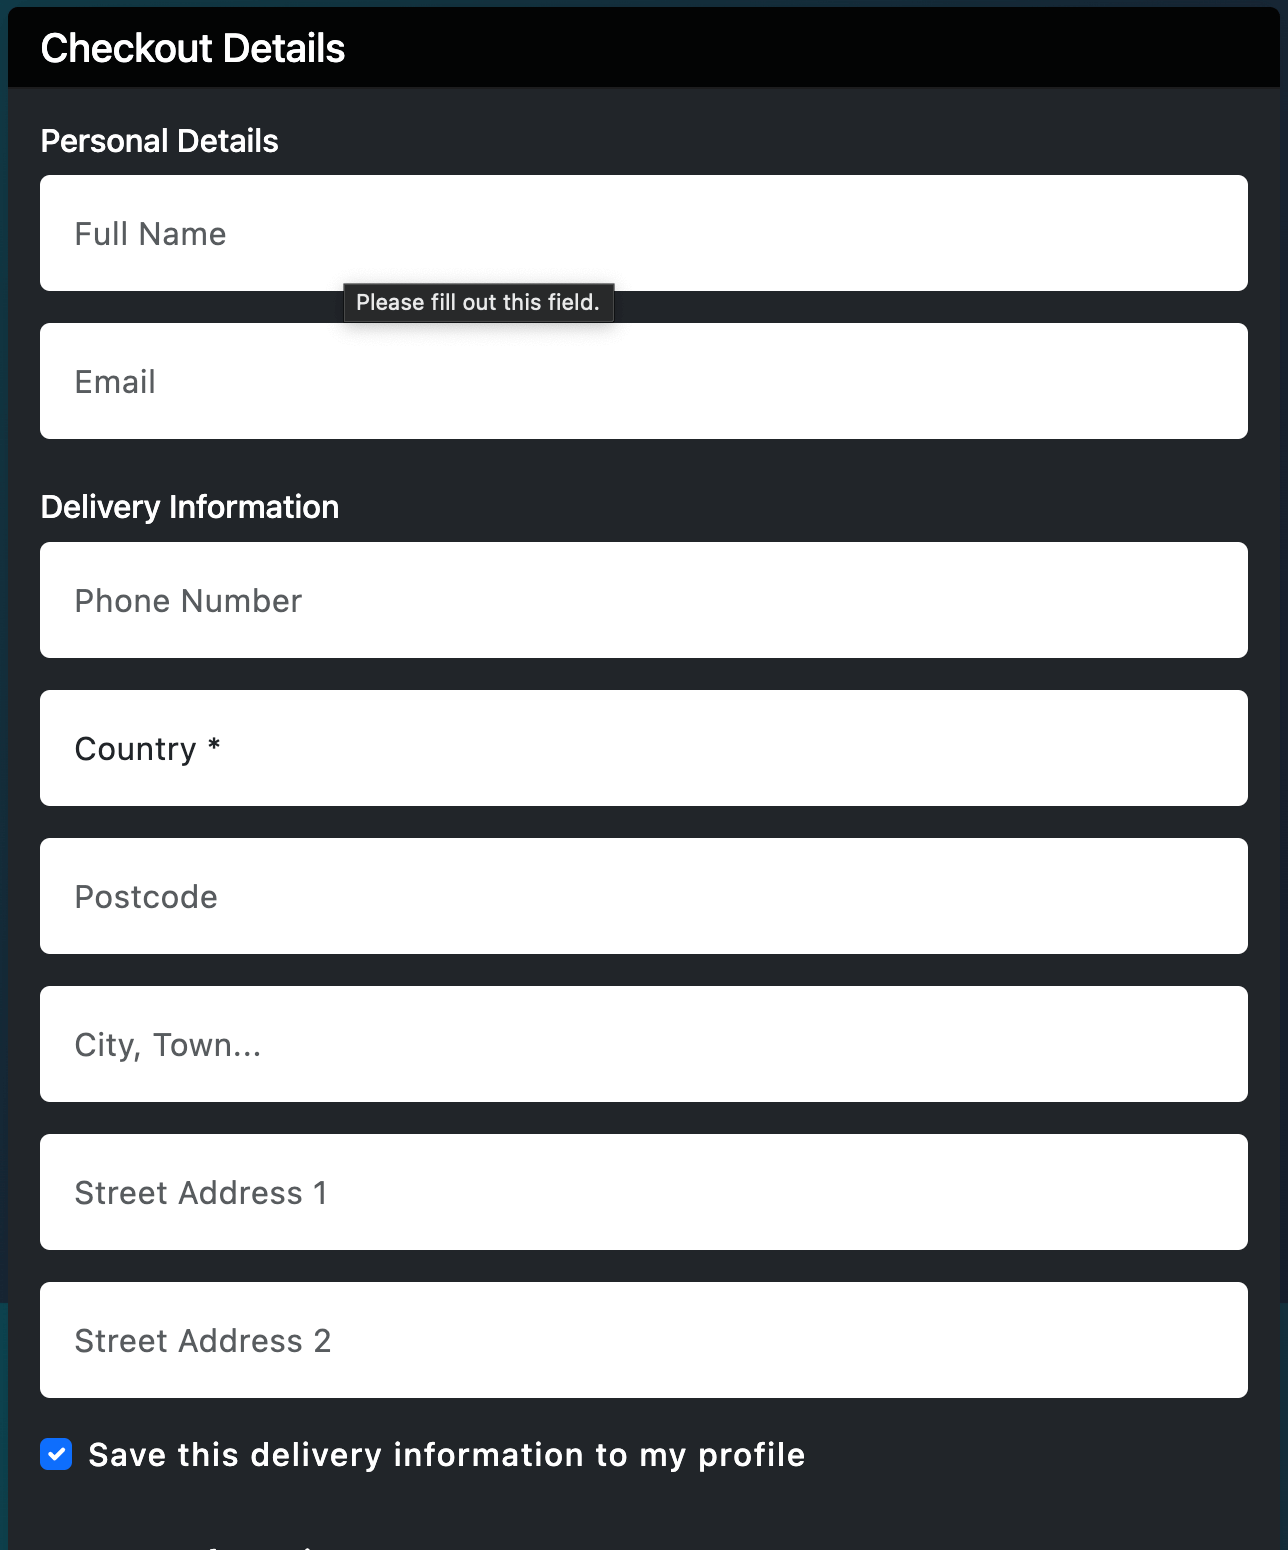 Checkout Details
Personal Details
Full Name
Please fill out this field.
Email
Delivery Information
Phone Number
Country *
Postcode
City, Town...
Street Address 1
Street Address 2
Save this delivery information to my profile